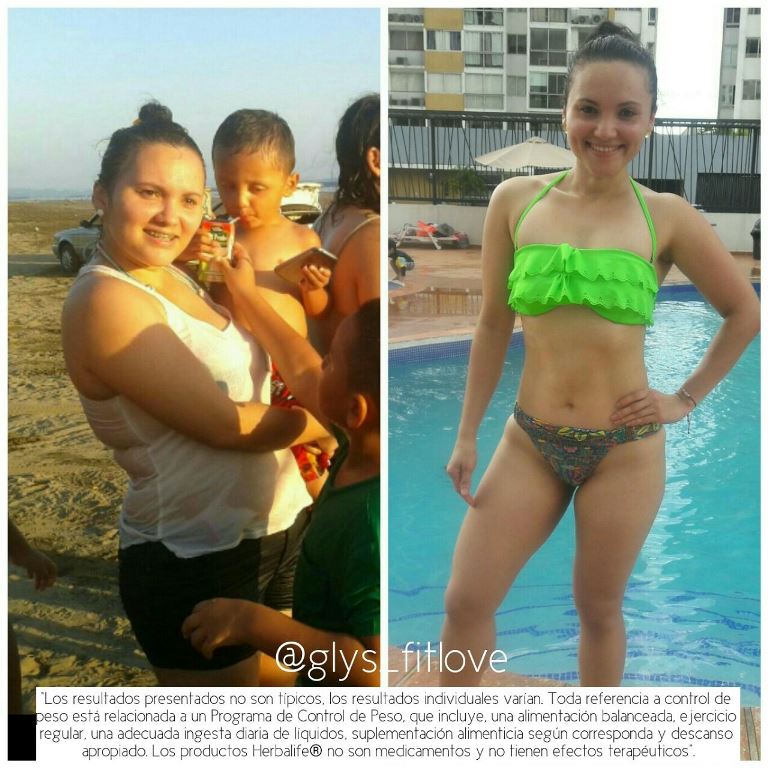 @glys_fitlove
"Los resultados presentados no son típicos, los resultados individuales varían. Toda referencia a control de
peso está relacionada a un Programa de Control de Peso, que incluye, una alimentación balanceada, ejercicio
regular, una adecuada ingesta diaria de líquidos, suplementación alimenticia según corresponda y descanso
apropiado. Los productos Herbalife® no son medicamentos y no tienen efectos terapéuticos".